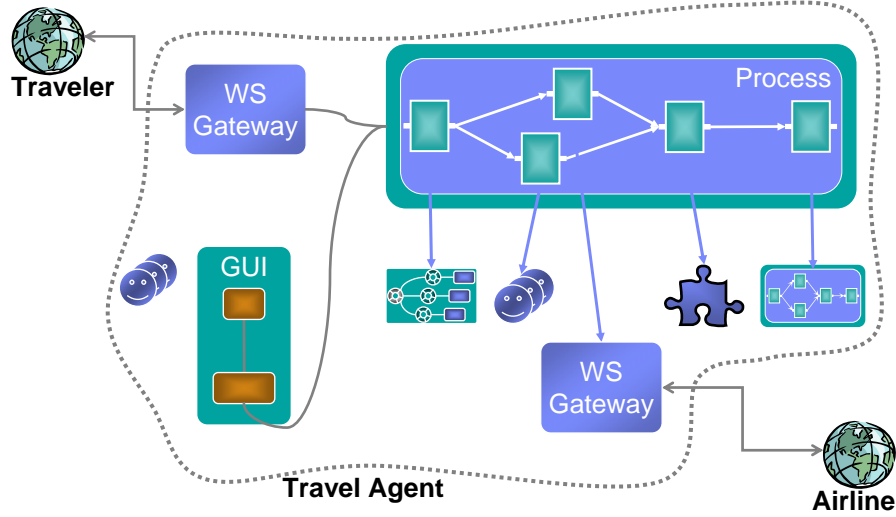 Process
Traveler
WS
Gateway
GUI
WS
Gateway
Travel Agent
Airline